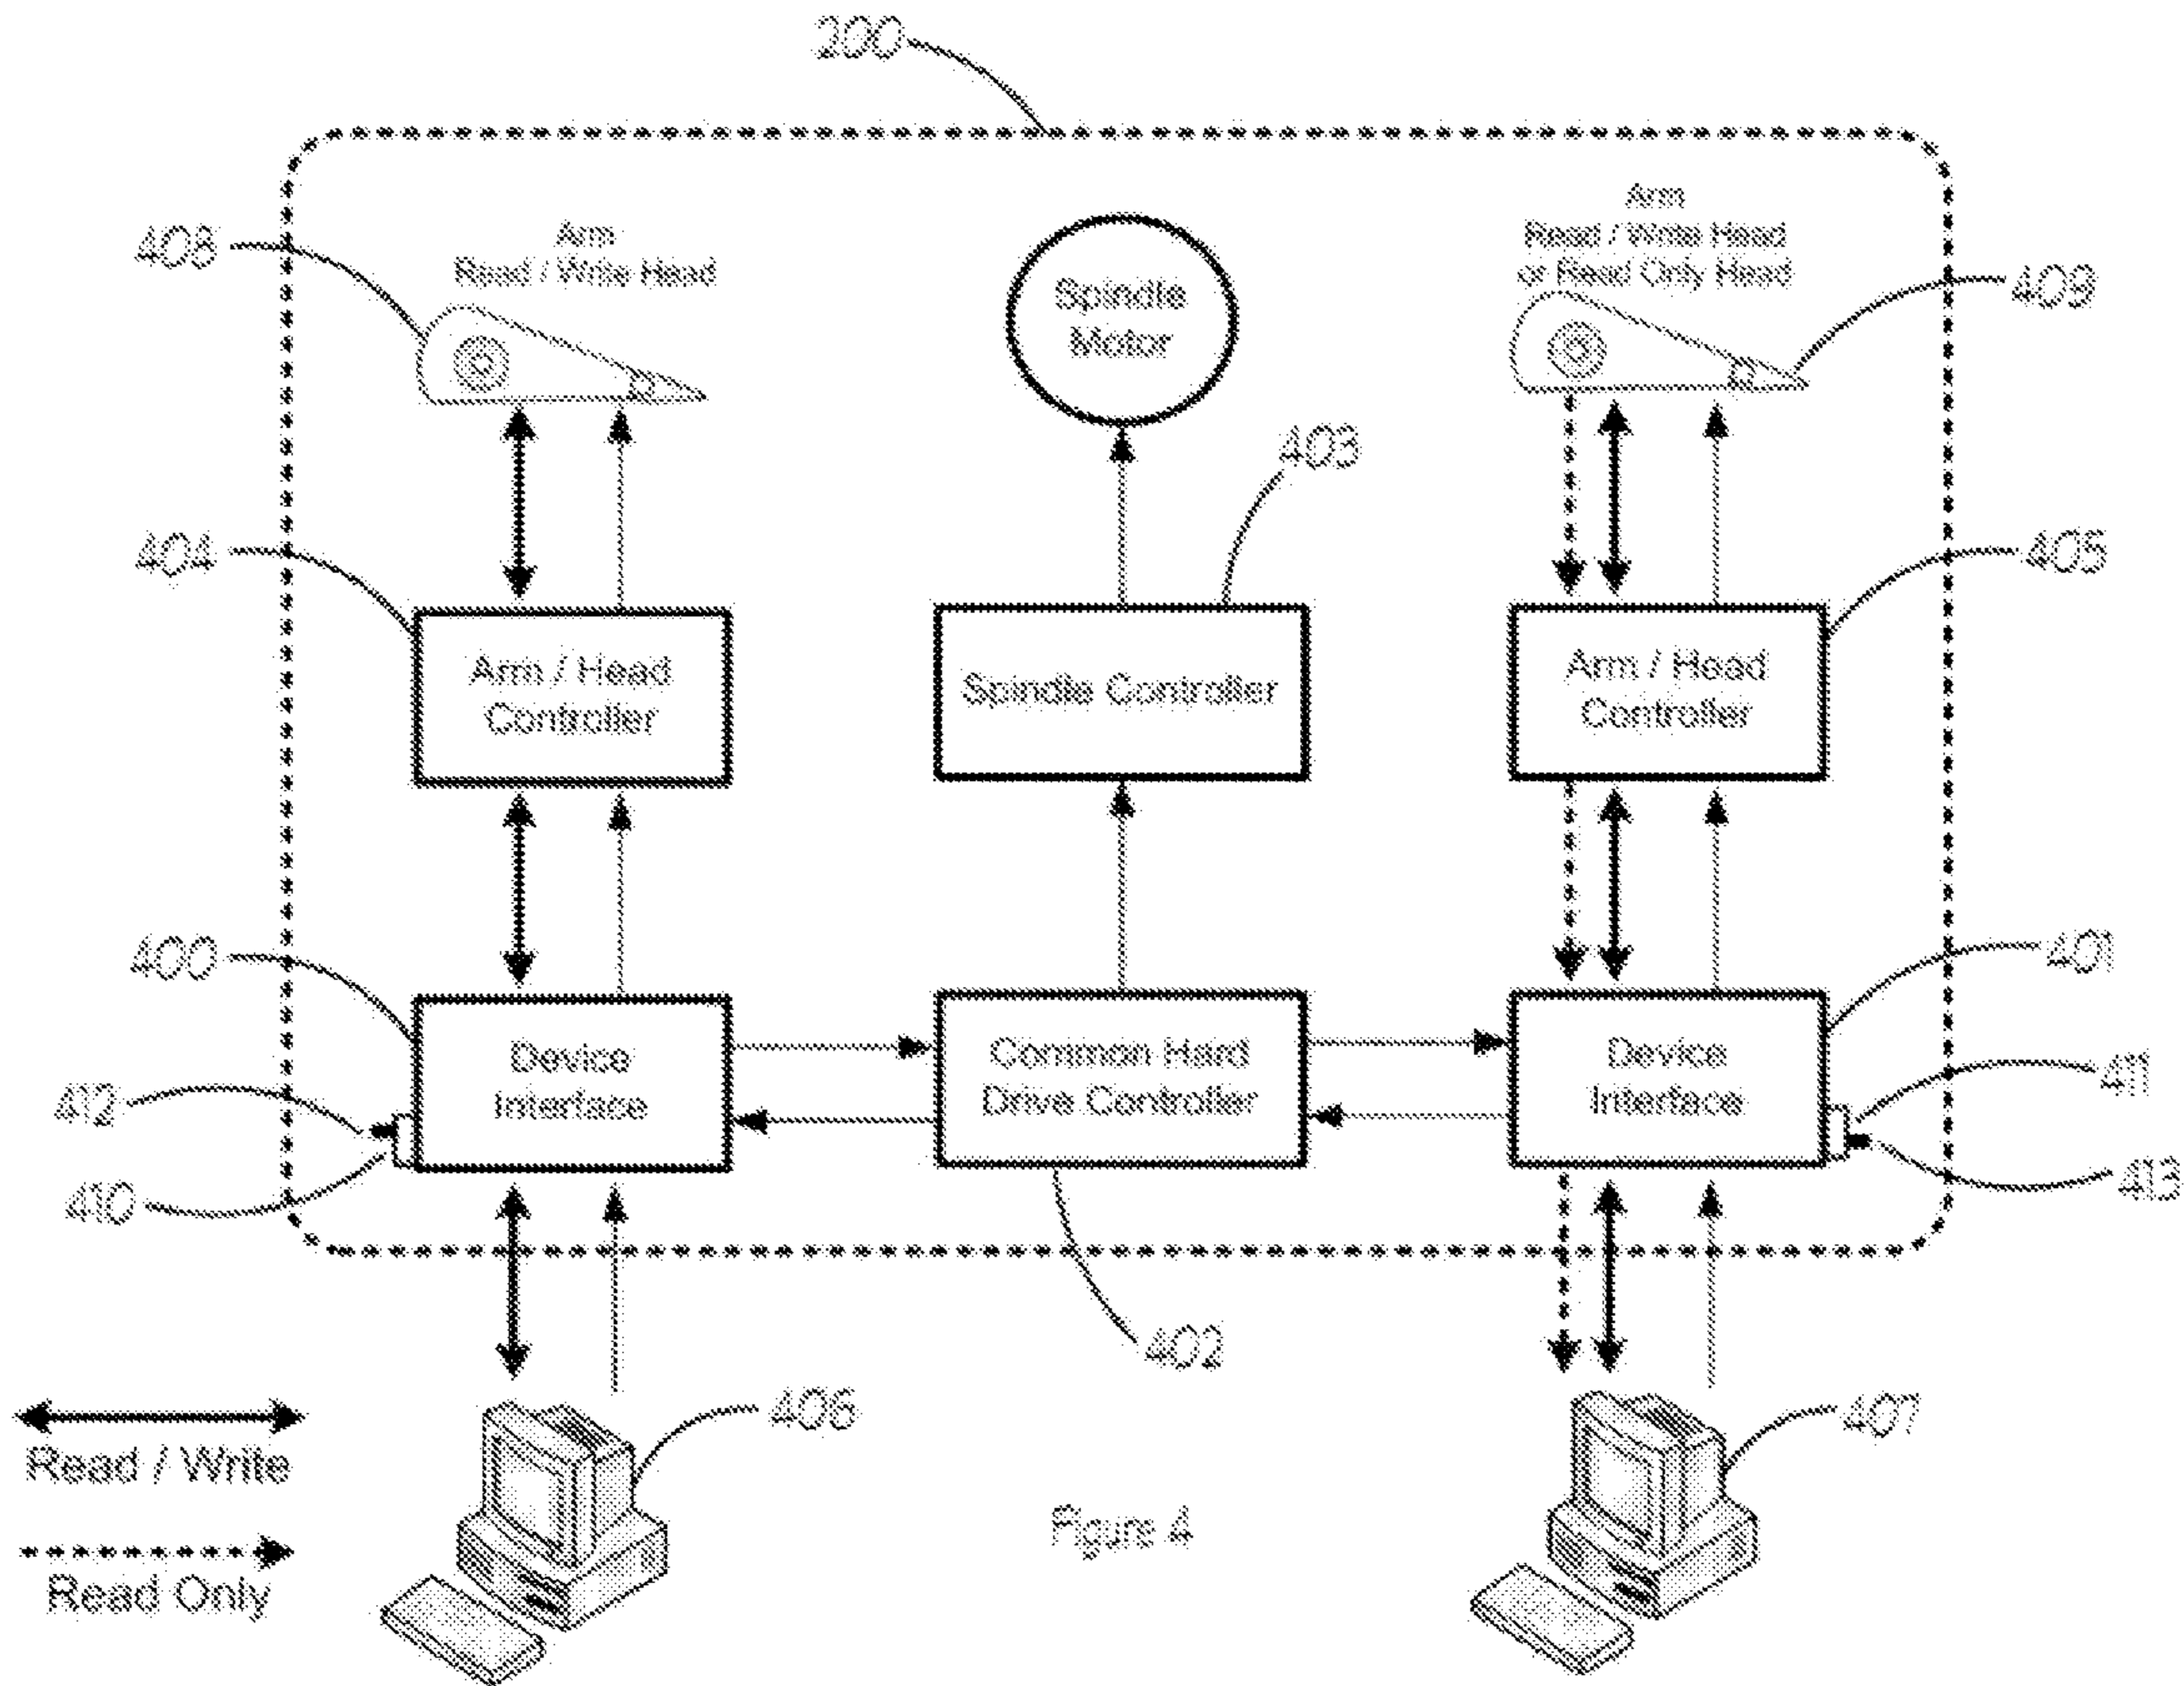 200
408
Arm
Read / Write Head
Spindle
Motor
Arm
Read / Write Head
or Read Only Head
409
403
404
Arm / Head
Controller
Spindle Controller
Arm / Head
Controller
405
400
Device
Interface
Common Hard
Drive Controller
Device
Interface
401
412
410
411
413
402
406
407
Read / Write
Read Only
Figure 4